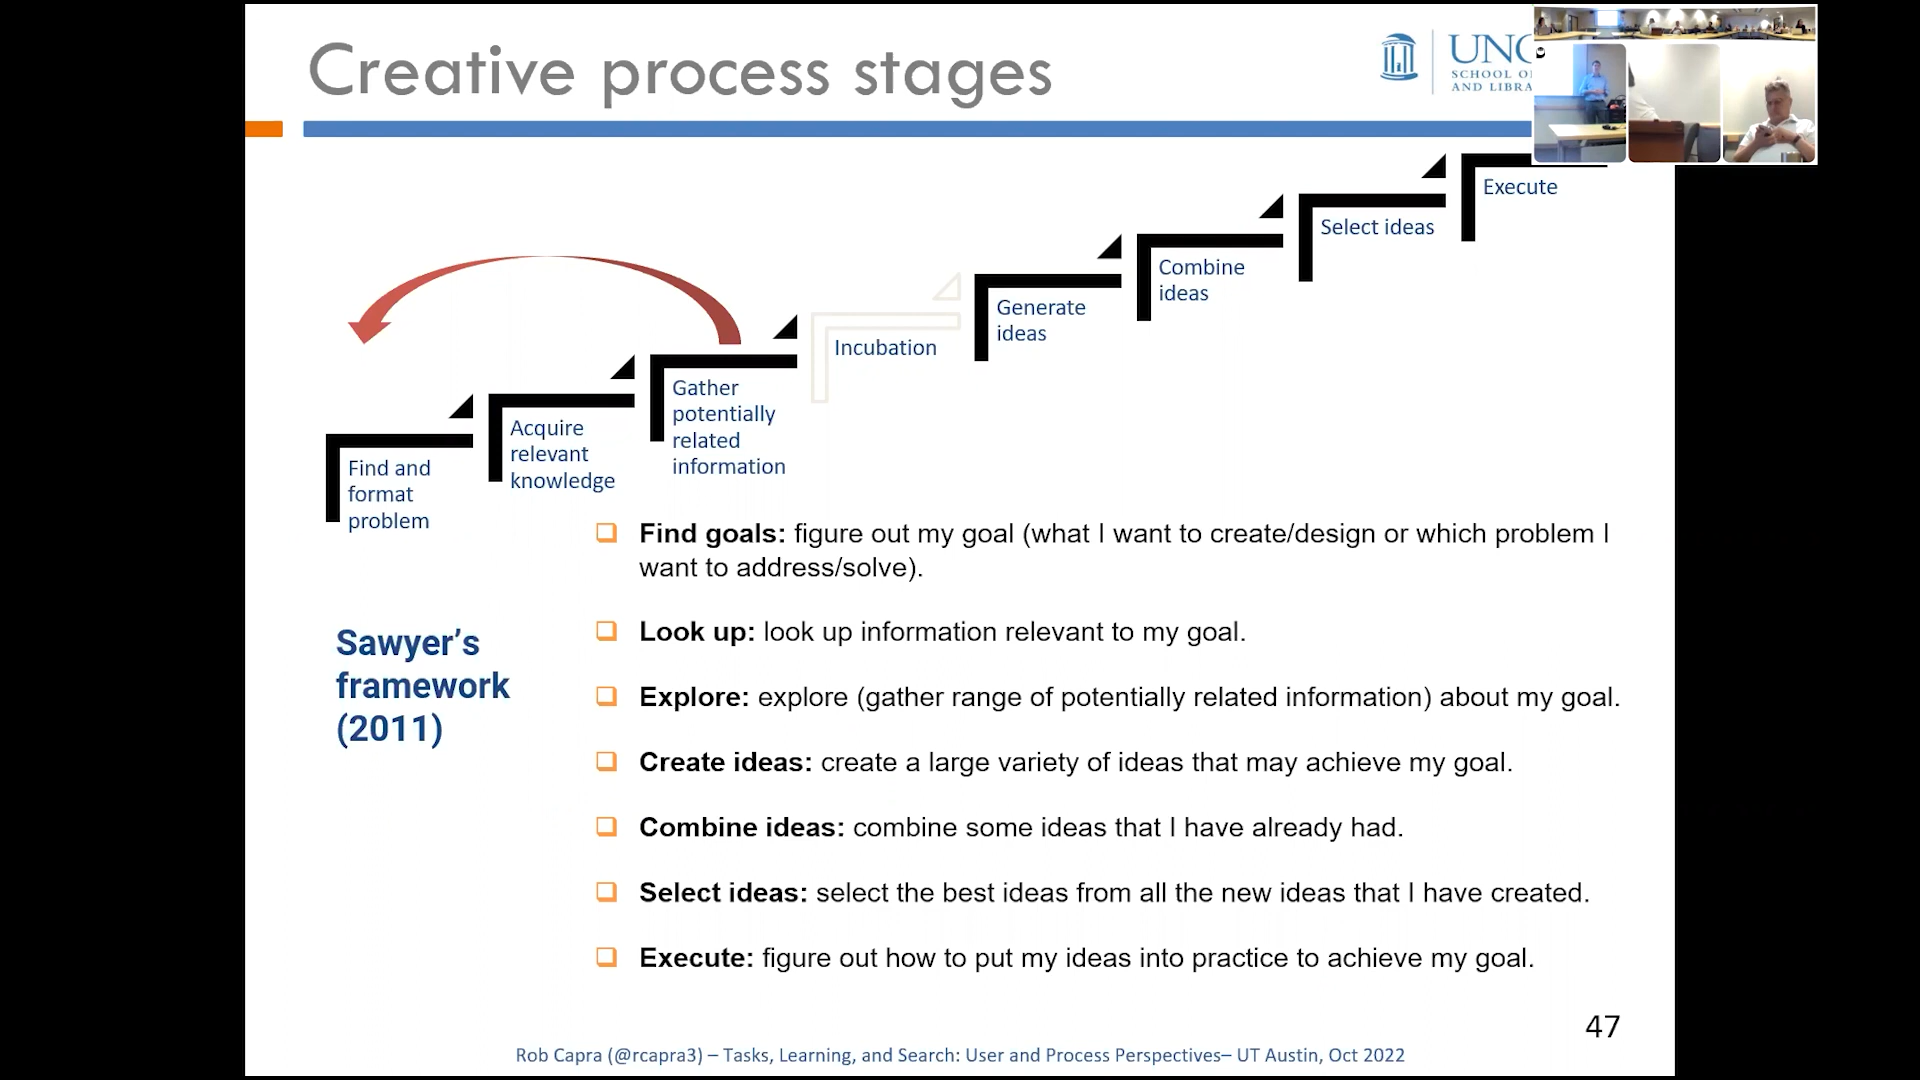 Creative process stages
UNC
SCHOOL O
AND LIBRA
Execute
Select ideas
Combine
ideas
Generate
ideas
Incubation
Gather
potentially
related
information
Acquire
relevant
knowledge
Find and
format
problem
Find goals: figure out my goal (what I want to create/design or which problem I
want to address/solve).
Look up: look up information relevant to my goal.
Sawyer’s
framework
(2011)
Explore: explore (gather range of potentially related information) about my goal.
Create ideas: create a large variety of ideas that may achieve my goal.
Combine ideas: combine some ideas that I have already had.
Select ideas: select the best ideas from all the new ideas that I have created.
Execute: figure out how to put my ideas into practice to achieve my goal.
47
Rob Capra (@rcapra3) – Tasks, Learning, and Search: User and Process Perspectives– UT Austin, Oct 2022